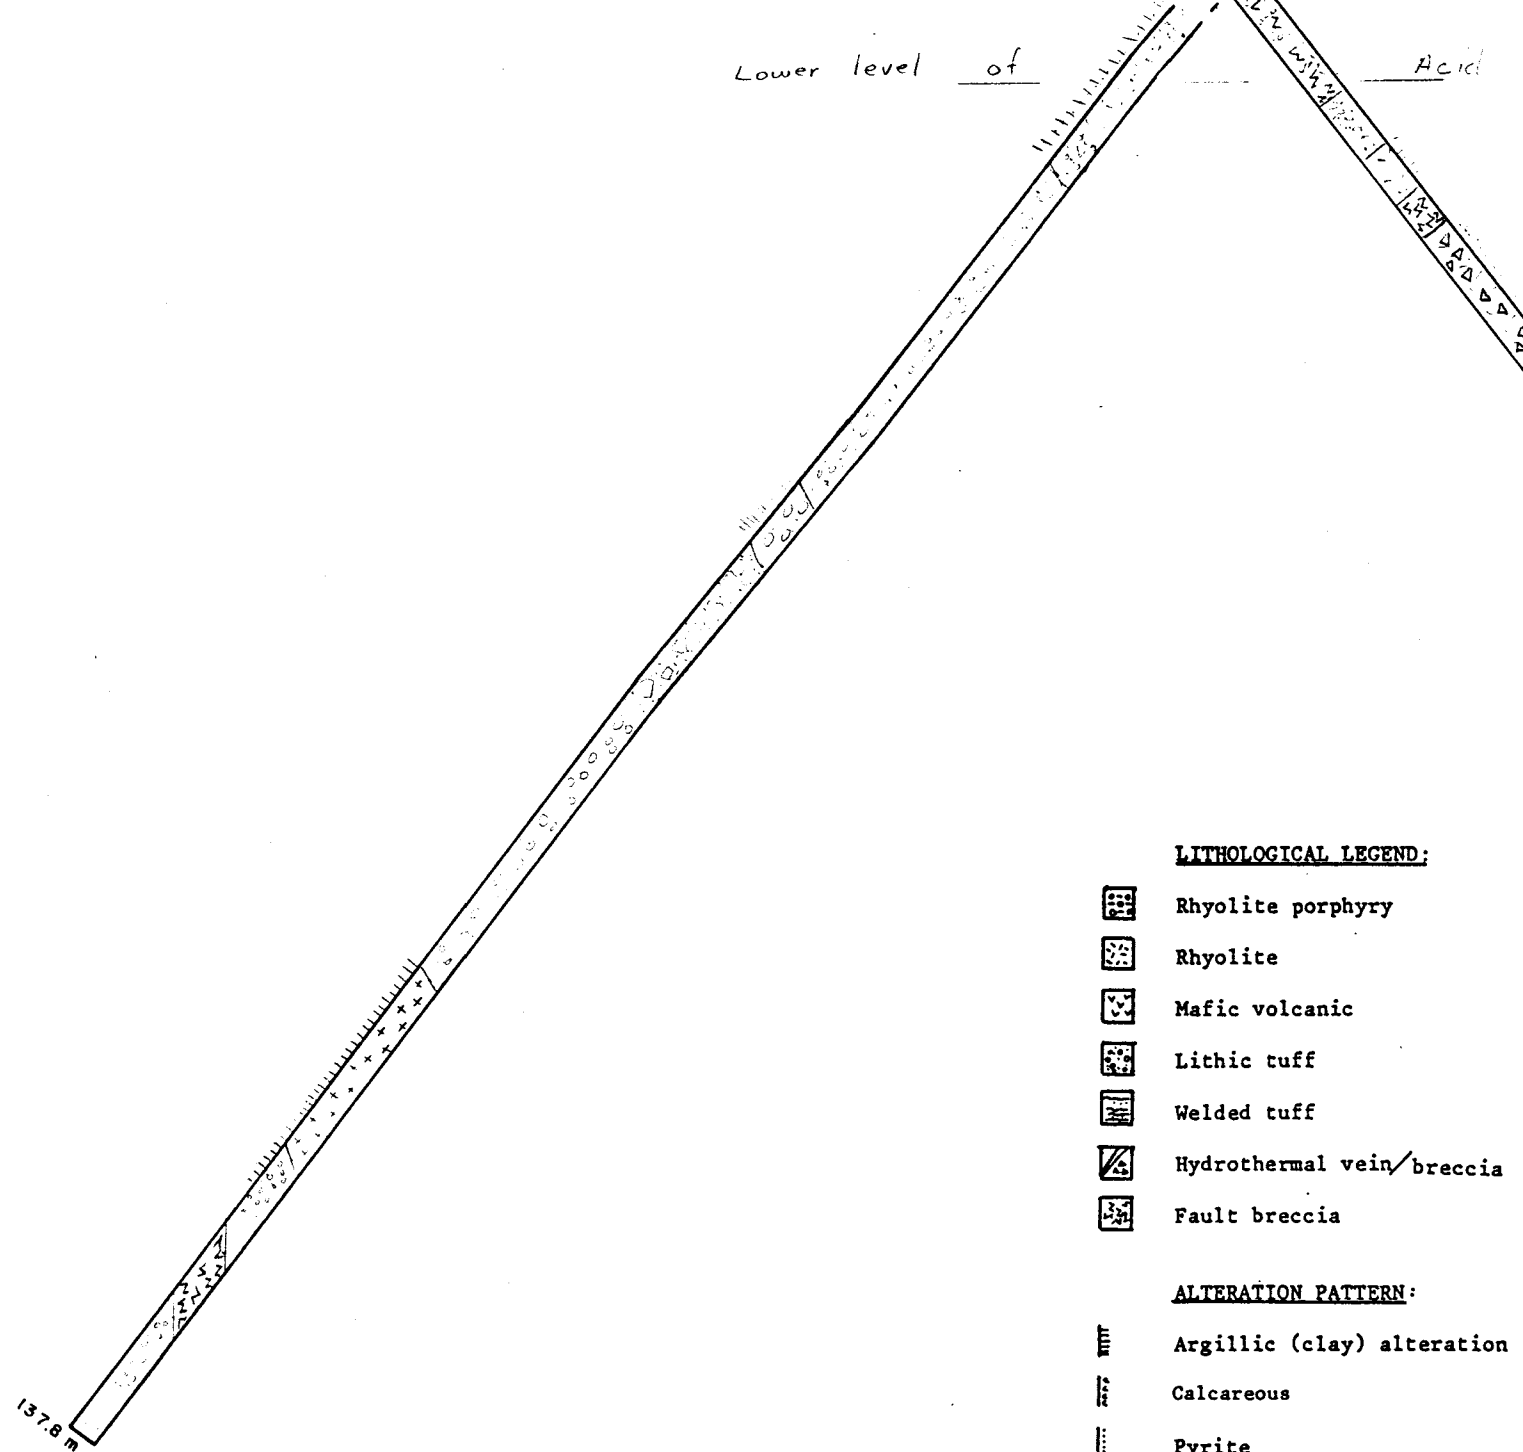 Lower level of Acid
LITHOLOGICAL LEGEND:
Rhyolite porphyry
Rhyolite
Mafic volcanic
Lithic tuff
Welded tuff
Hydrothermal vein/breccia
Fault breccia
ALTERATION PATTERN:
Argillic (clay) alteration
Calcareous
Pyrite
137.8 m